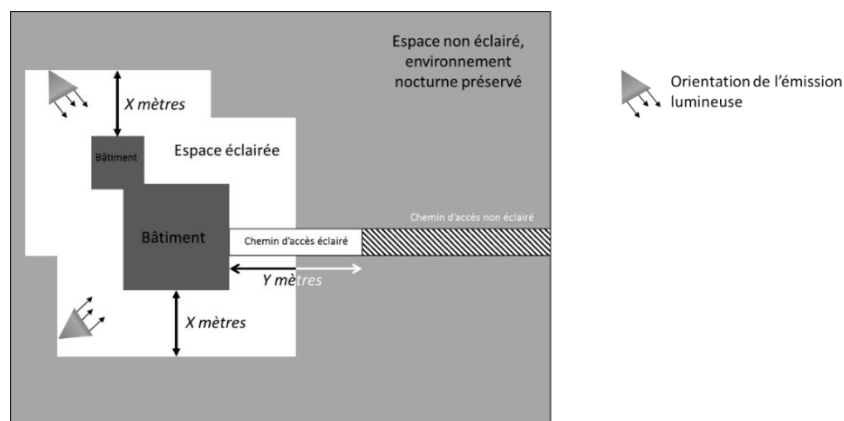 Espace non éclairé,
environnement
nocturne préservé
X mètres
Bâtiment
Espace éclairée
Bâtiment
Chemin d'accès éclairé
Chemin d'accès non éclairé
Y mètres
X mètres
Orientation de l'émission
lumineuse